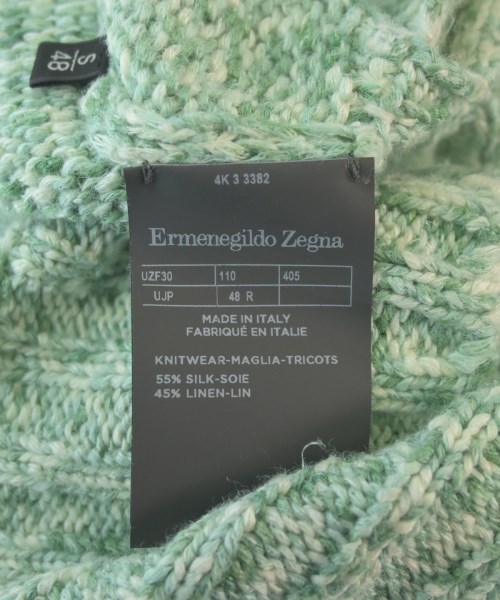 S/48
4K 3 3382
Ermenegildo Zegna
UZF30 110 405
UJP 48 R
MADE IN ITALY
FABRIQUÉ EN ITALIE
KNITWEAR-MAGLIA-TRICOTS
55% SILK-SOIE
45% LINEN-LIN